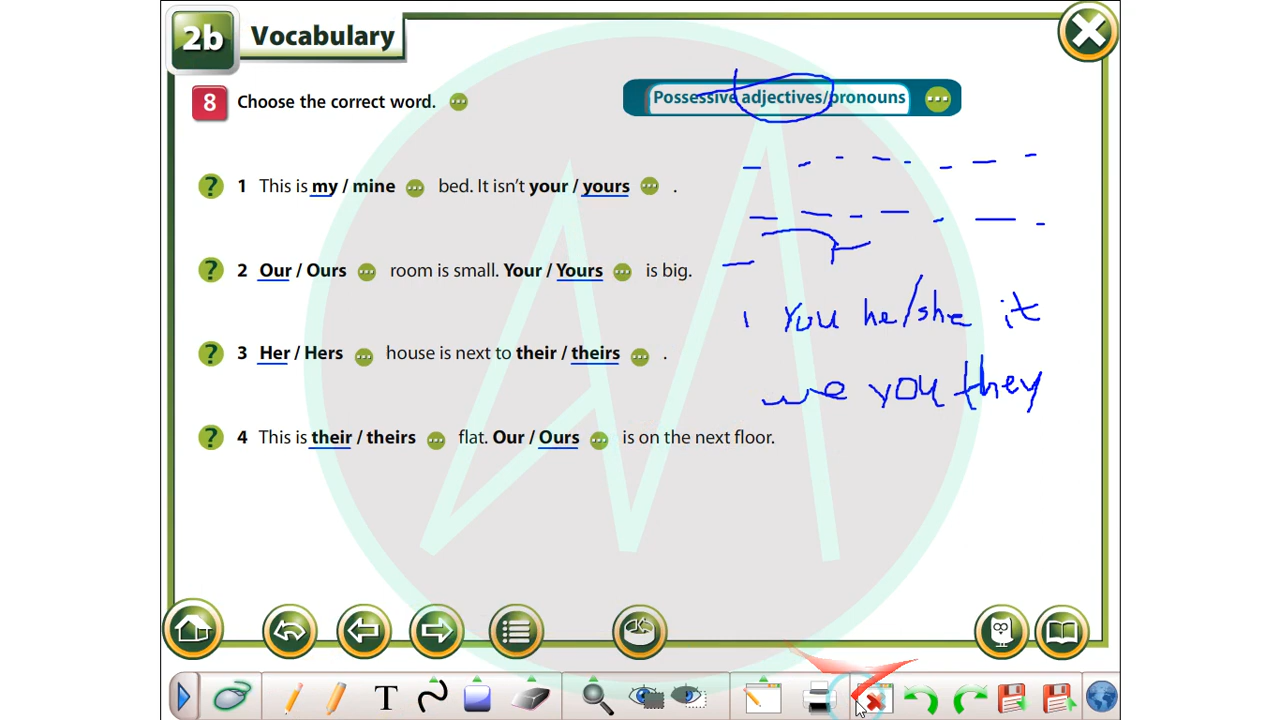 2b Vocabulary
8 Choose the correct word.
Possessive adjectives/pronouns
? 1 This is my / mine bed. It isn't your / yours .
? 2 Our / Ours room is small. Your / Yours is big.
I You he/she it
? 3 Her / Hers house is next to their / theirs .
we you they
? 4 This is their / theirs flat. Our / Ours is on the next floor.
T